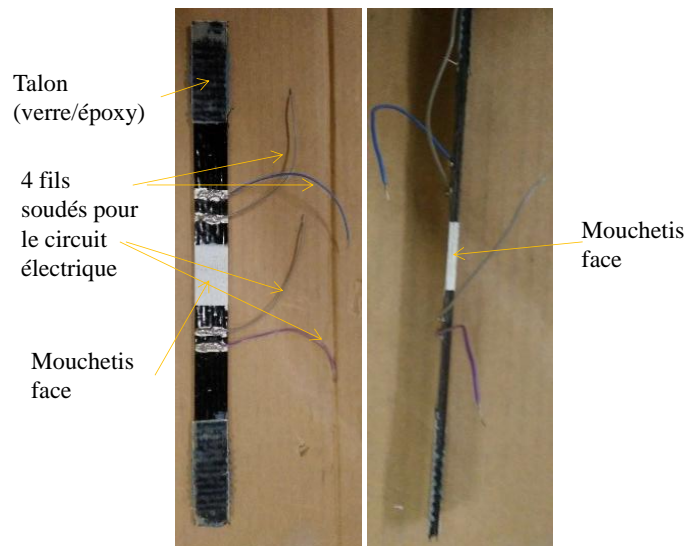 Talon
(verre/époxy)
4 fils
soudés pour
le circuit
électrique
Mouchetis
face
Mouchetis
face